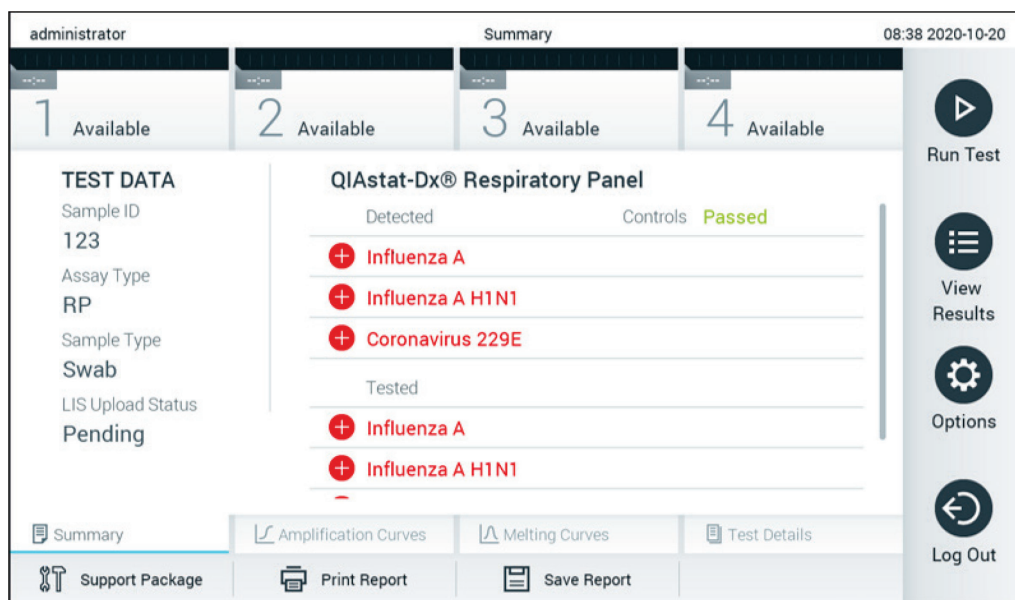 administrator
Summary
08:38 2020-10-20
--:--
1 Available
--:--
2 Available
--:--
3 Available
--:--
4 Available
Run Test
View
Results
Options
Log Out
TEST DATA
Sample ID
123
Assay Type
RP
Sample Type
Swab
LIS Upload Status
Pending
QIAstat-Dx® Respiratory Panel
Detected
Controls Passed
Influenza A
Influenza A H1N1
Coronavirus 229E
Tested
Influenza A
Influenza A H1N1
Summary
Amplification Curves
Melting Curves
Test Details
Support Package
Print Report
Save Report